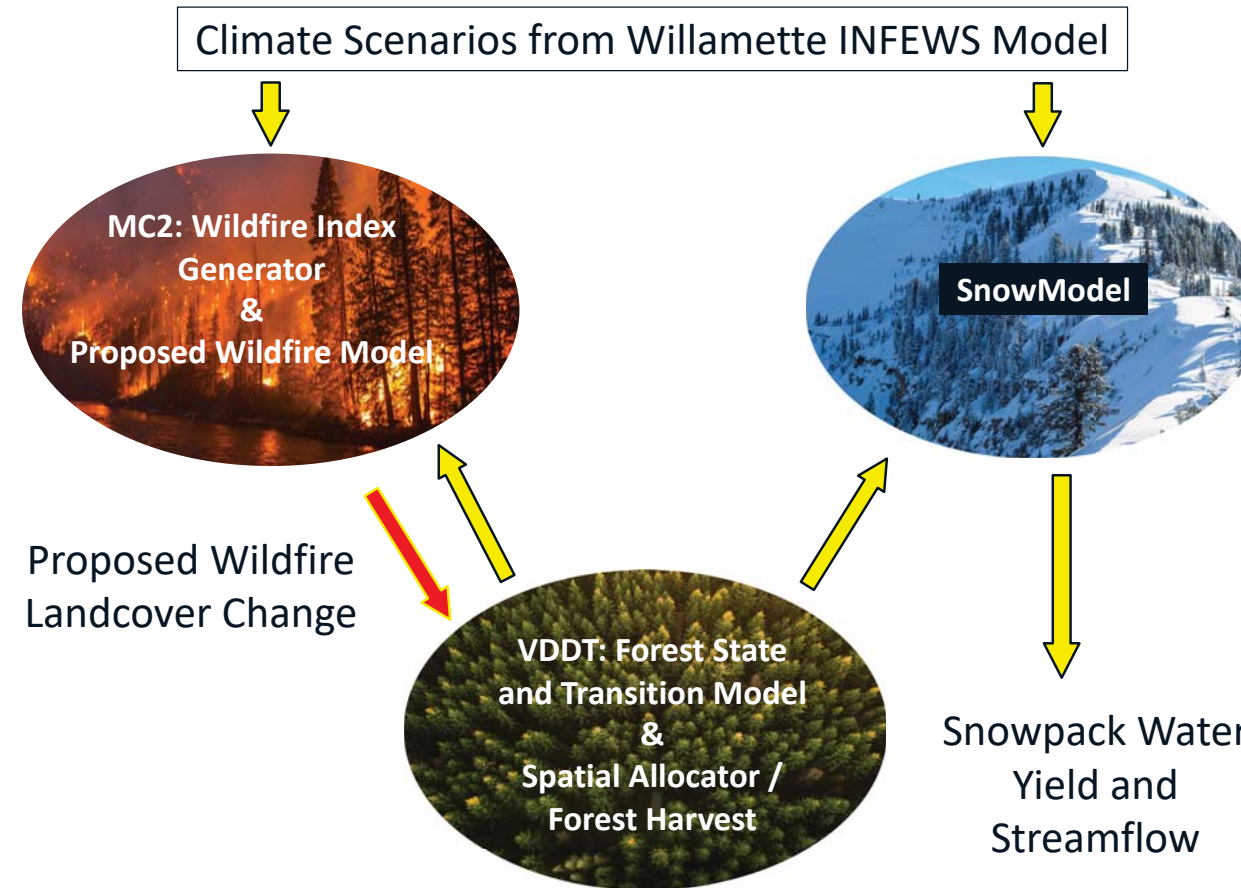 Climate Scenarios from Willamette INFEWS Model
MC2: Wildfire Index
Generator
&
Proposed Wildfire Model
SnowModel
Proposed Wildfire
Landcover Change
VDDT: Forest State
and Transition Model
&
Spatial Allocator /
Forest Harvest
Snowpack Water
Yield and
Streamflow